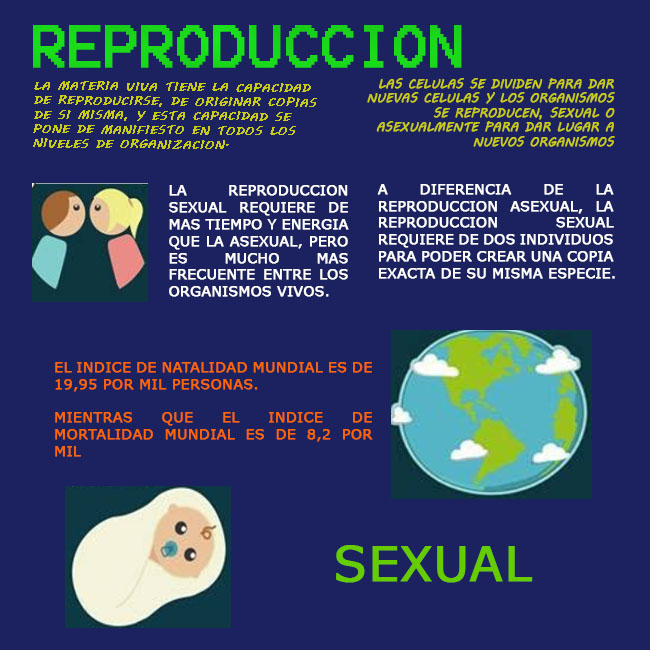 REPRODUCCION
LA MATERIA VIVA TIENE LA CAPACIDAD
DE REPRODUCIRSE, DE ORIGINAR COPIAS
DE SI MISMA, Y ESTA CAPACIDAD SE
PONE DE MANIFIESTO EN TODOS LOS
NIVELES DE ORGANIZACION.
LAS CELULAS SE DIVIDEN PARA DAR
NUEVAS CELULAS Y LOS ORGANISMOS
SE REPRODUCEN, SEXUAL O
ASEXUALMENTE PARA DAR LUGAR A
NUEVOS ORGANISMOS
LA REPRODUCCION
SEXUAL REQUIERE DE
MAS TIEMPO Y ENERGIA
QUE LA ASEXUAL, PERO
ES MUCHO MAS
FRECUENTE ENTRE LOS
ORGANISMOS VIVOS.
A DIFERENCIA DE LA
REPRODUCCION ASEXUAL, LA
REPRODUCCION SEXUAL
REQUIERE DE DOS INDIVIDUOS
PARA PODER CREAR UNA COPIA
EXACTA DE SU MISMA ESPECIE.
EL INDICE DE NATALIDAD MUNDIAL ES DE
19,95 POR MIL PERSONAS.
MIENTRAS QUE EL INDICE DE
MORTALIDAD MUNDIAL ES DE 8,2 POR
MIL
SEXUAL